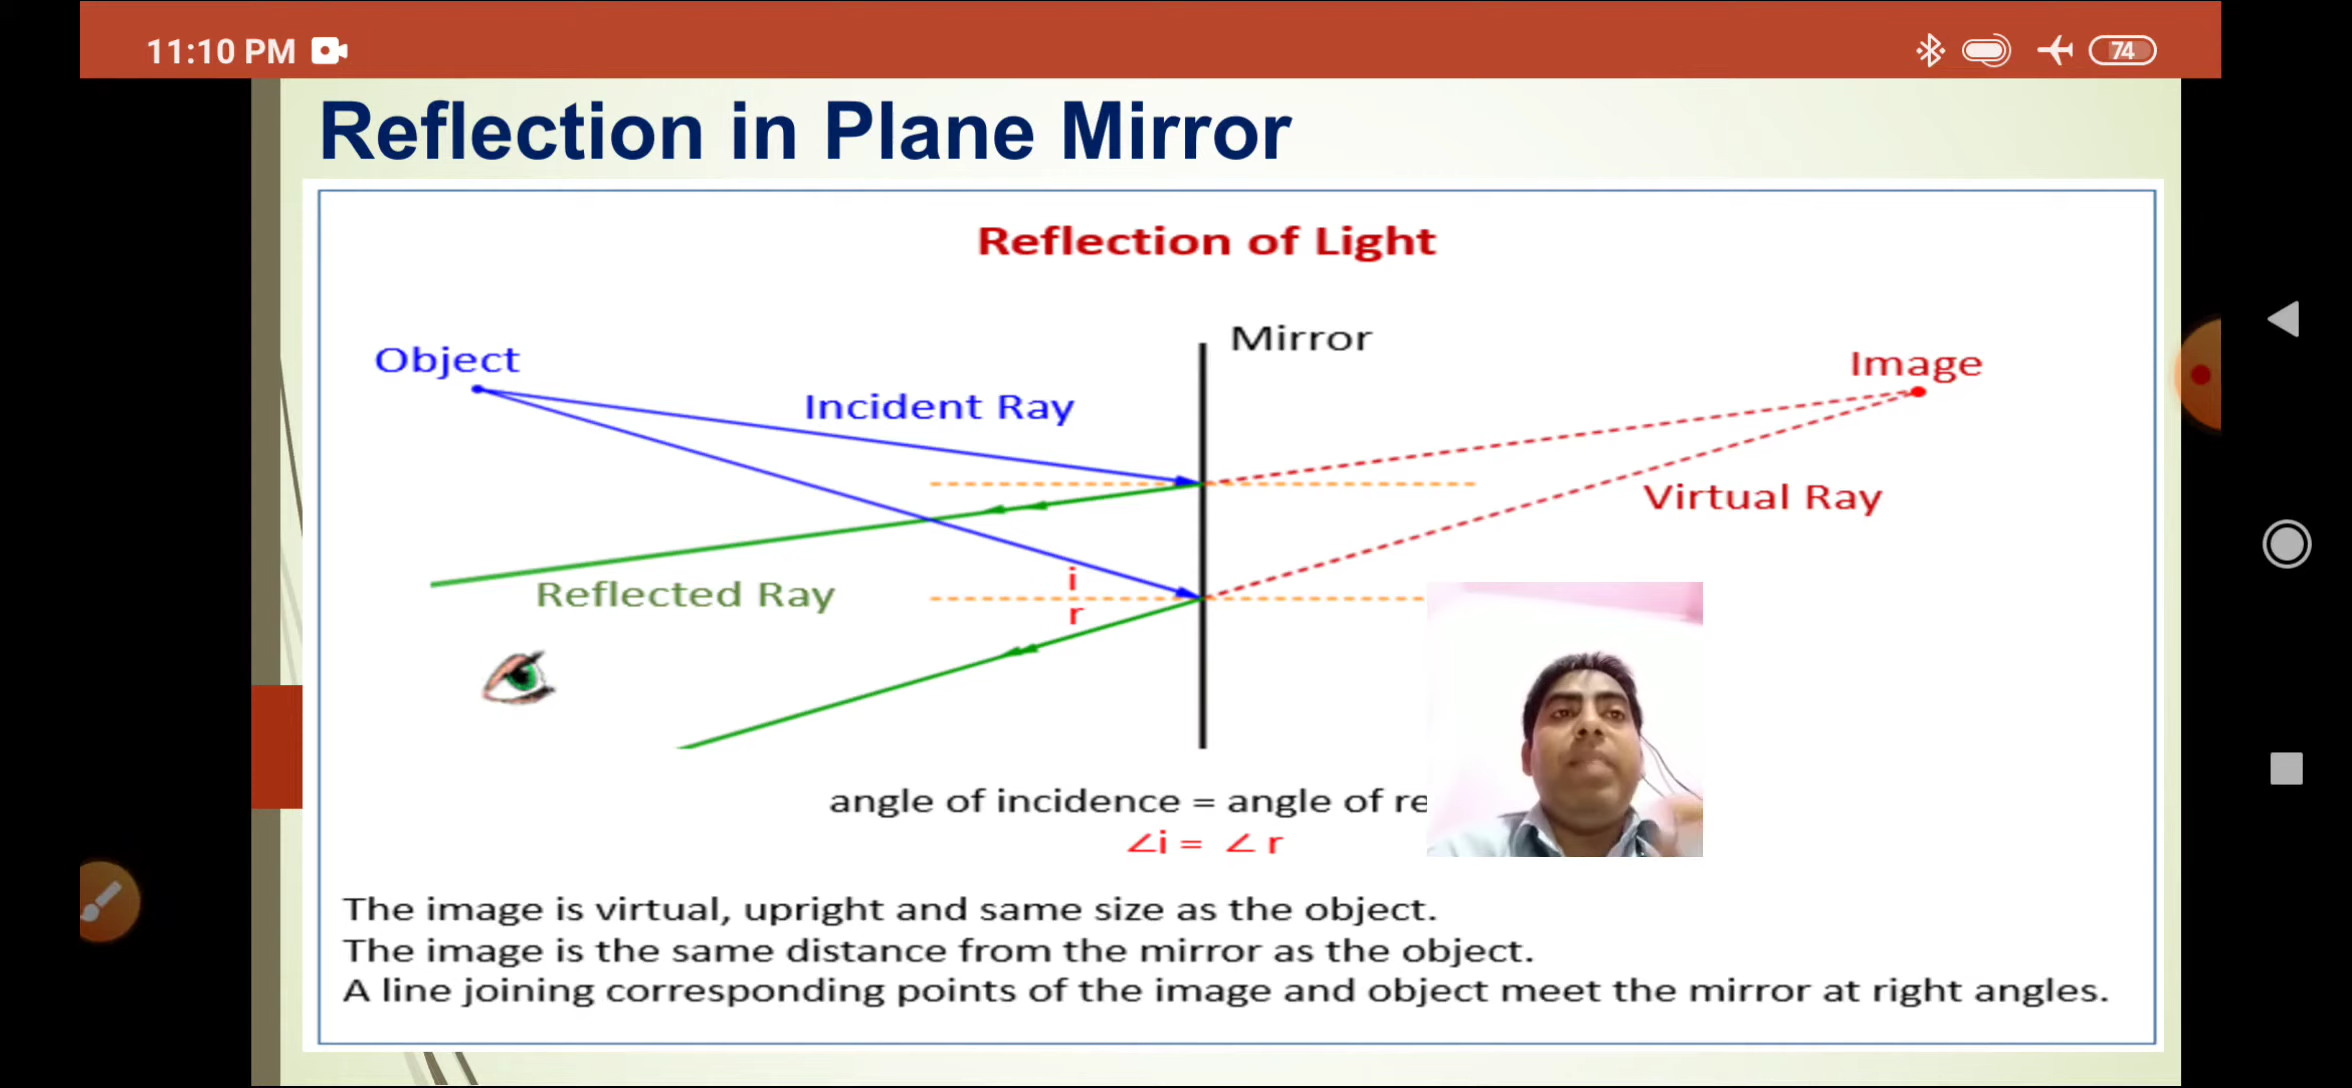 11:10 PM
74
Reflection in Plane Mirror
Reflection of Light
Mirror
Object
Image
Incident Ray
Virtual Ray
i
Reflected Ray
r
angle of incidence = angle of re
∠i = ∠ r
The image is virtual, upright and same size as the object.
The image is the same distance from the mirror as the object.
A line joining corresponding points of the image and object meet the mirror at right angles.